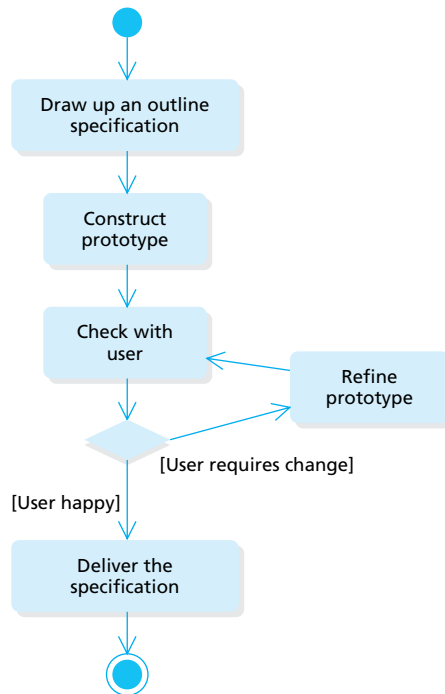 Draw up an outline
specification
Construct
prototype
Check with
user
Refine
prototype
[User requires change]
[User happy]
Deliver the
specification